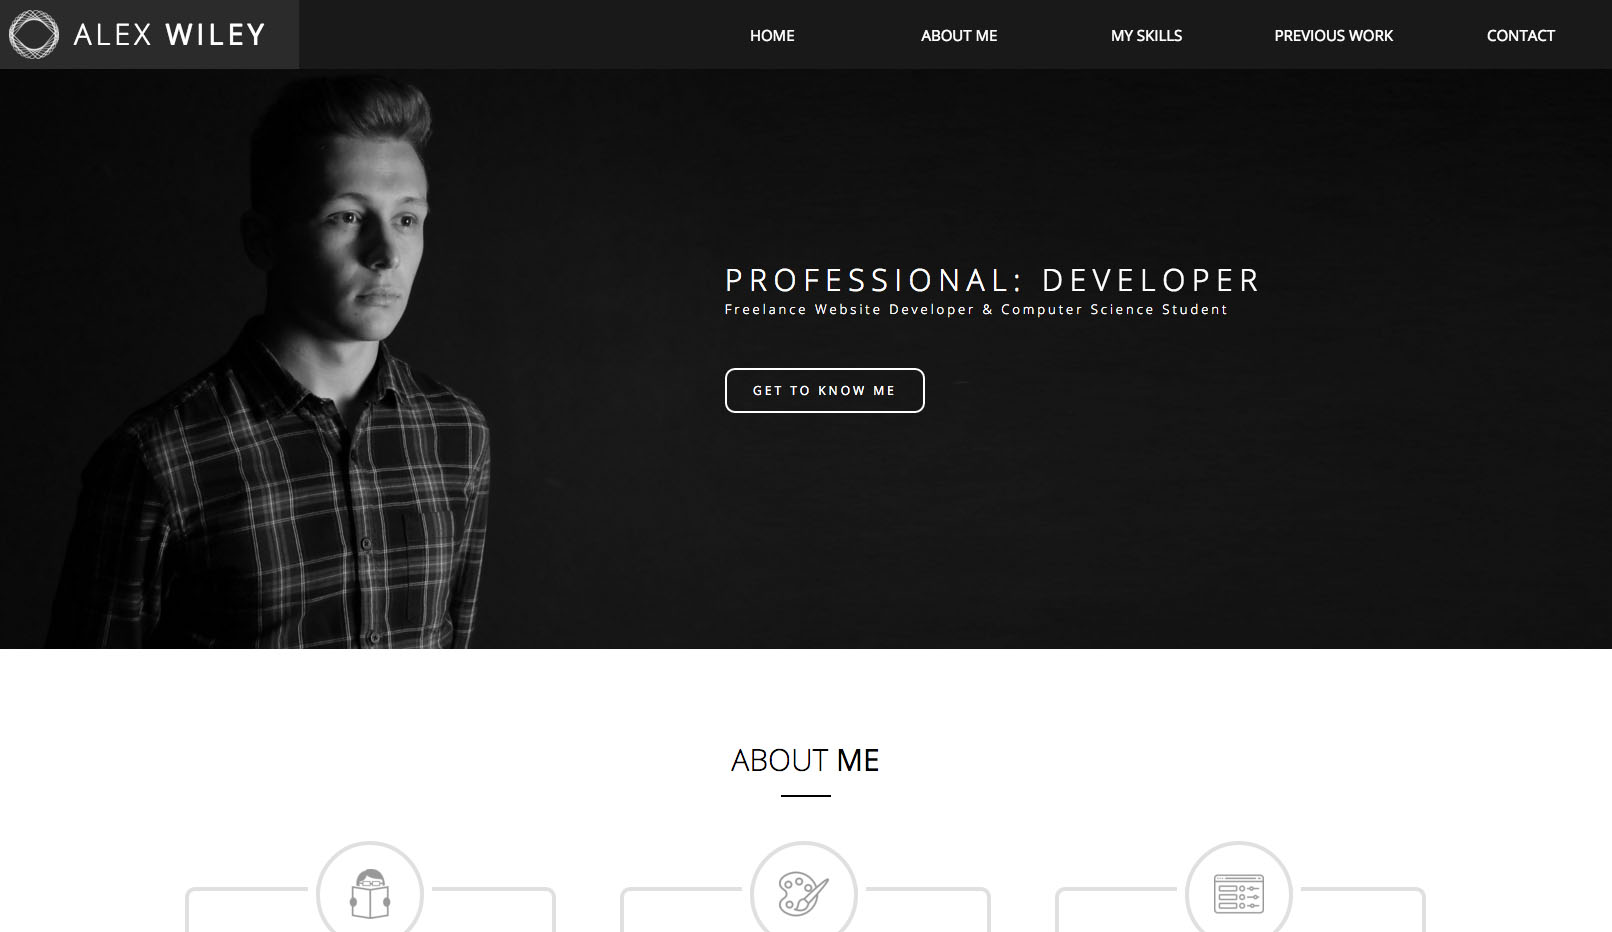 ALEX WILEY
HOME
ABOUT ME
MY SKILLS
PREVIOUS WORK
CONTACT
PROFESSIONAL: DEVELOPER
Freelance Website Developer & Computer Science Student
GET TO KNOW ME
ABOUT ME